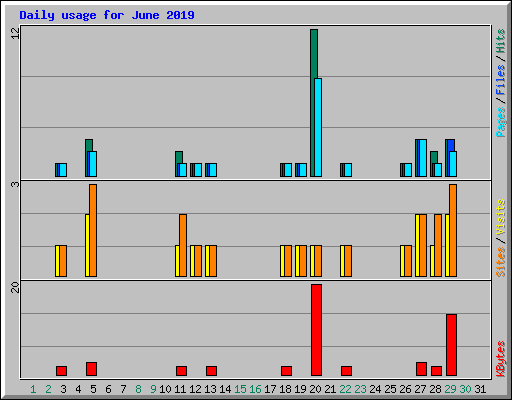 Daily usage for June 2019
12
Pages / Files / Hits
3
Sites / Visits
20
KBytes
1 2 3 4 5 6 7 8 9 10 11 12 13 14 15 16 17 18 19 20 21 22 23 24 25 26 27 28 29 30 31